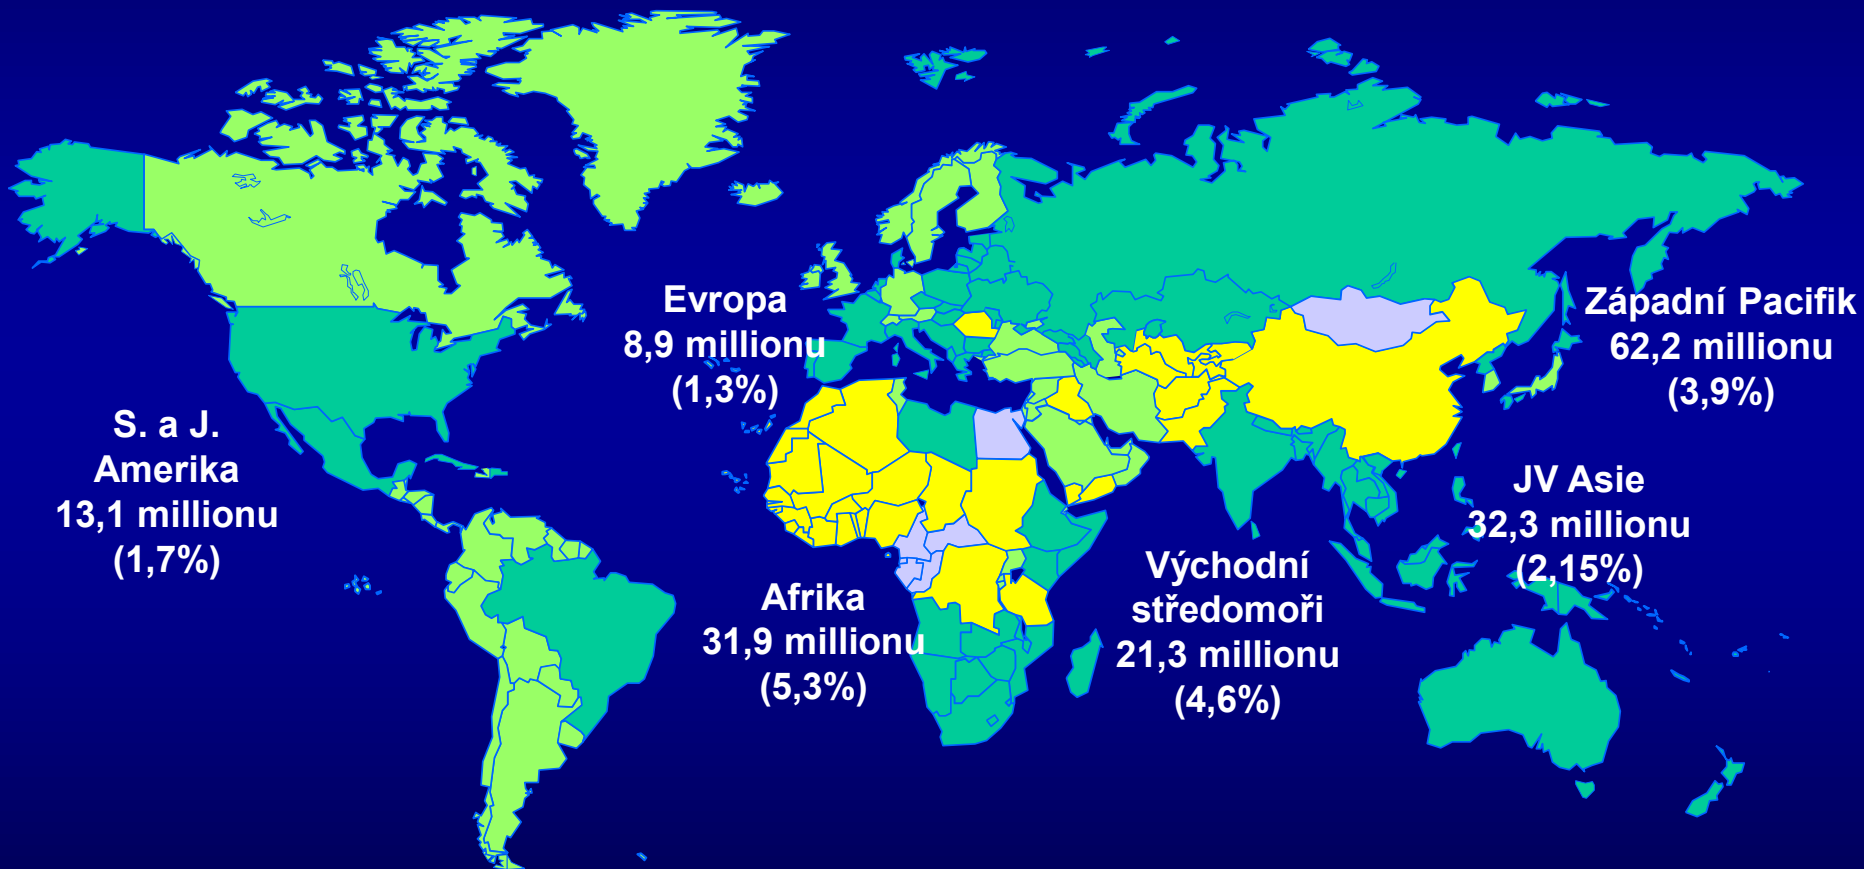 Evropa
8,9 millionu
(1,3%)
Západní Pacifik
62,2 millionu
(3,9%)
S. a J.
Amerika
13,1 millionu
(1,7%)
JV Asie
32,3 millionu
(2,15%)
Východní
středomoři
21,3 millionu
(4,6%)
Afrika
31,9 millionu
(5,3%)